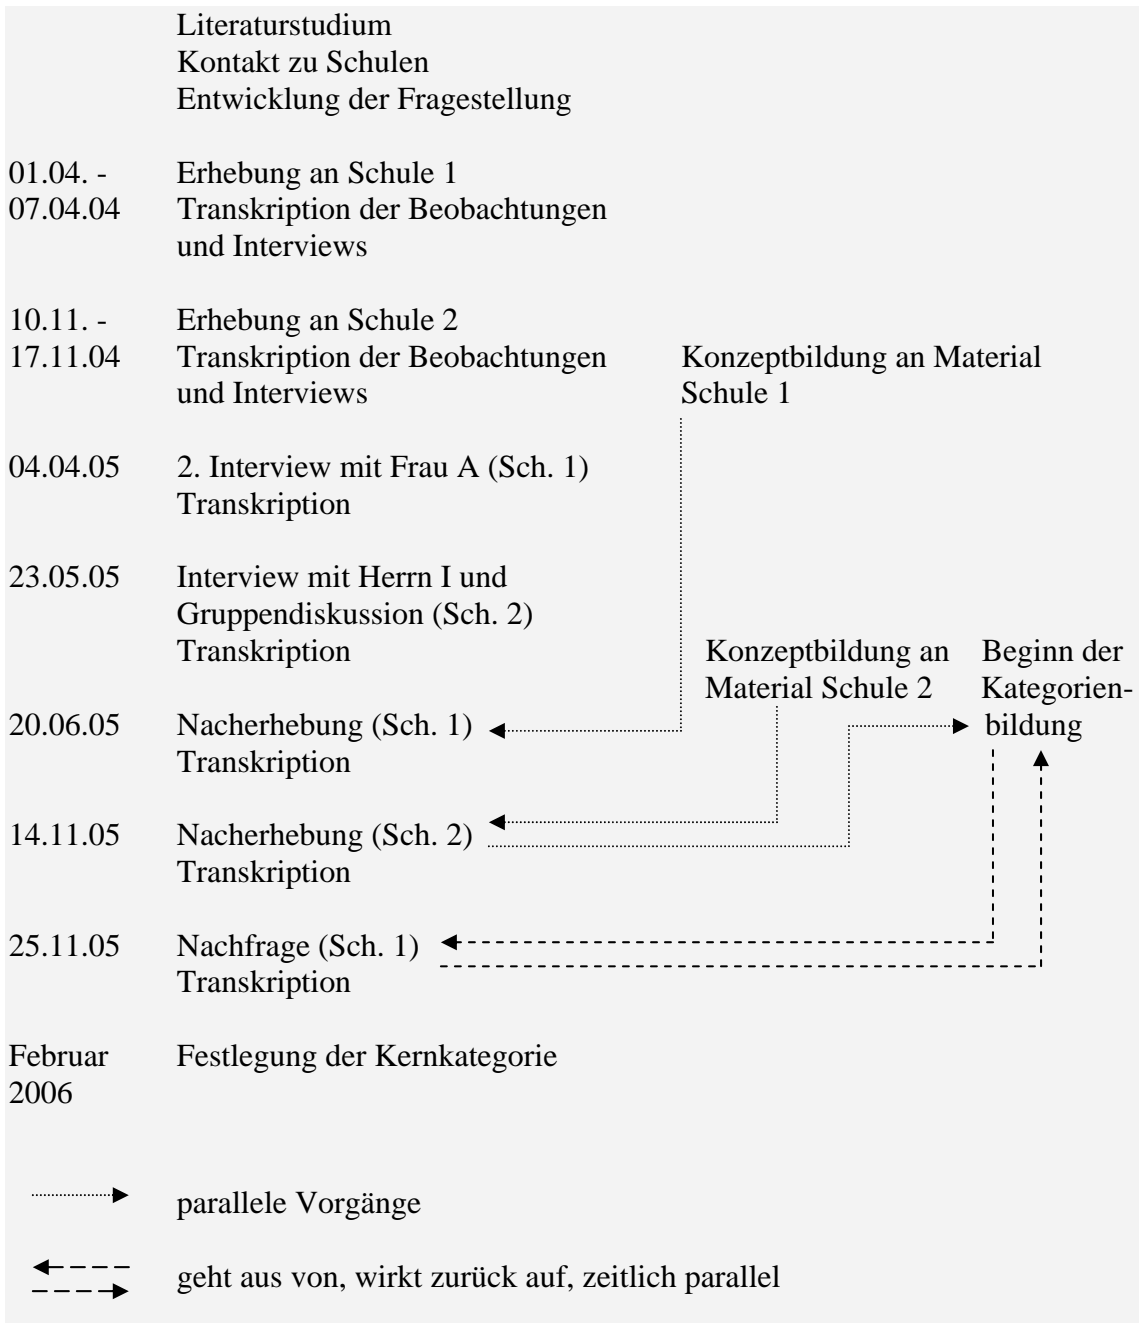 Literaturstudium
Kontakt zu Schulen
Entwicklung der Fragestellung
01.04. - Erhebung an Schule 1
07.04.04 Transkription der Beobachtungen
und Interviews
10.11. - Erhebung an Schule 2
17.11.04 Transkription der Beobachtungen Konzeptbildung an Material
und Interviews Schule 1
04.04.05 2. Interview mit Frau A (Sch. 1)
Transkription
23.05.05 Interview mit Herrn I und
Gruppendiskussion (Sch. 2)
Transkription Konzeptbildung an Beginn der
Material Schule 2 Kategorien-
20.06.05 Nacherhebung (Sch. 1) bildung
Transkription
14.11.05 Nacherhebung (Sch. 2)
Transkription
25.11.05 Nachfrage (Sch. 1)
Transkription
Februar Festlegung der Kernkategorie
2006
parallele Vorgänge
geht aus von, wirkt zurück auf, zeitlich parallel